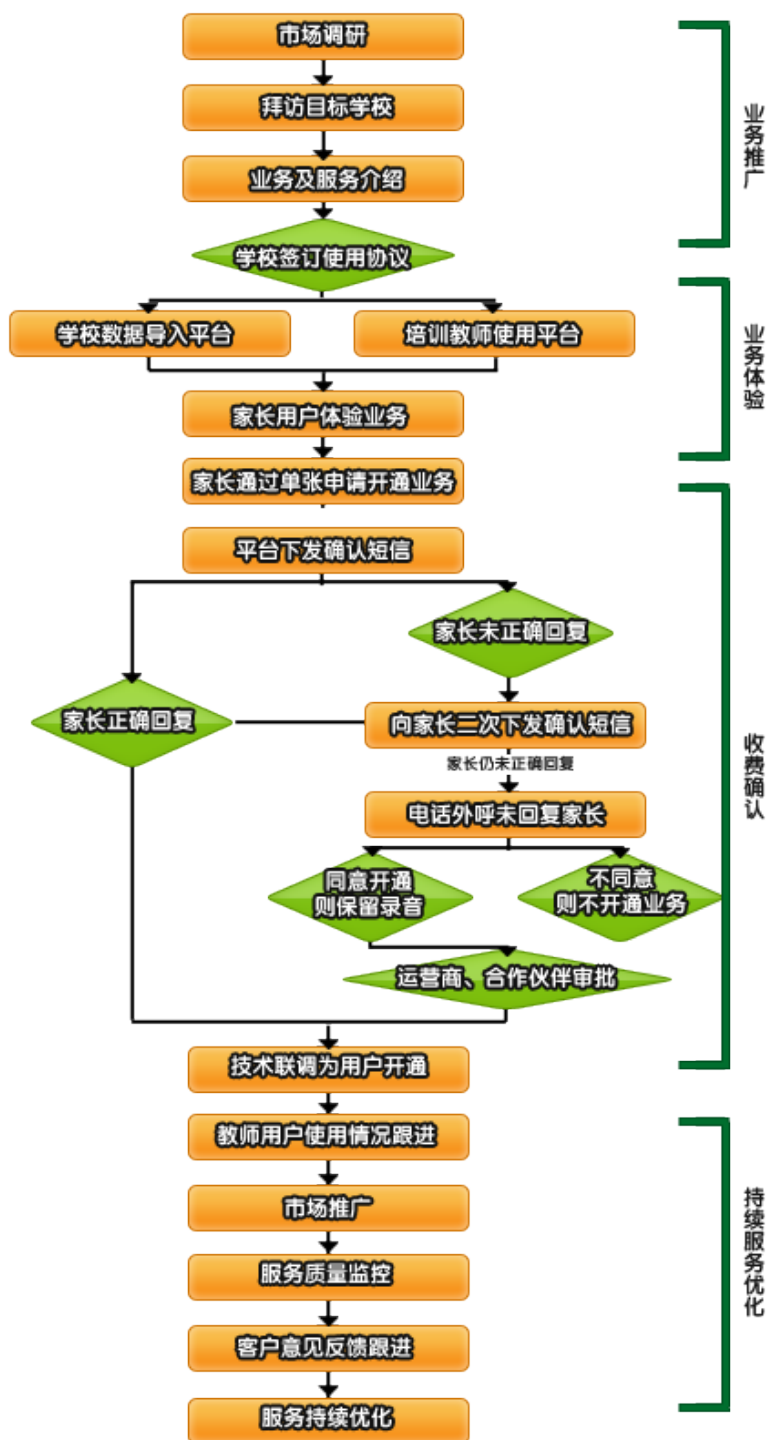 市场调研
拜访目标学校
业务及服务介绍
学校签订使用协议
业务推广
学校数据导入平台
培训教师使用平台
家长用户体验业务
业务体验
家长通过单张申请开通业务
平台下发确认短信
家长未正确回复
家长正确回复
向家长二次下发确认短信
家长仍未正确回复
电话外呼未回复家长
同意开通
则保留录音
不同意
则不开通业务
运营商、合作伙伴审批
收费确认
技术联调为用户开通
教师用户使用情况跟进
市场推广
服务质量监控
客户意见反馈跟进
服务持续优化
持续服务优化